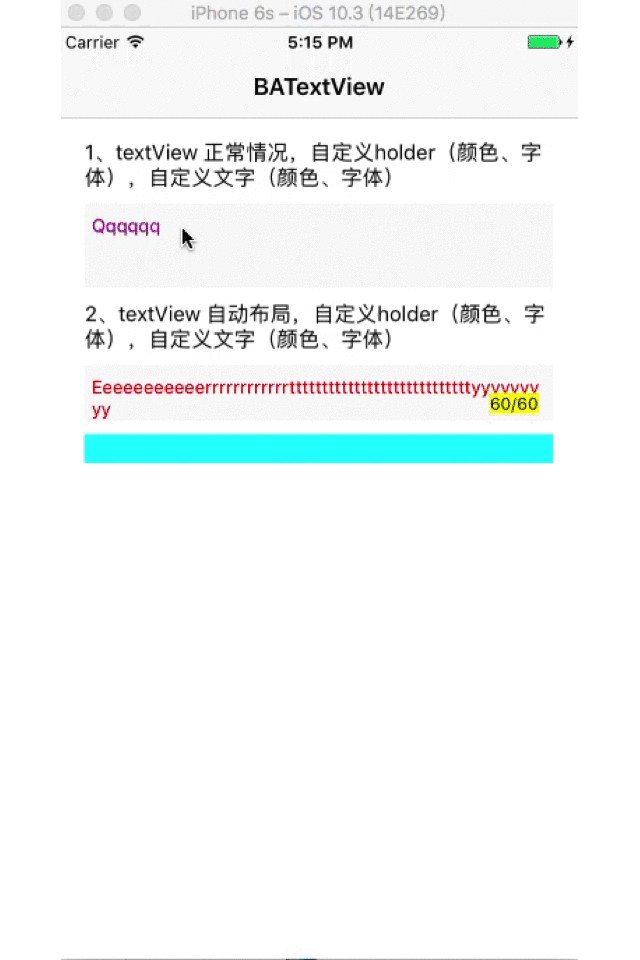 iPhone 6s – iOS 10.3 (14E269)
Carrier 5:15 PM
BATextView
1、textView 正常情况，自定义holder（颜色、字
体），自定义文字（颜色、字体）
Qqqqqq
2、textView 自动布局，自定义holder（颜色、字
体），自定义文字（颜色、字体）
Eeeeeeeeeeerrrrrrrrrrrrrttttttttttttttttttttttttttttyyyyyyy
yy
60/60